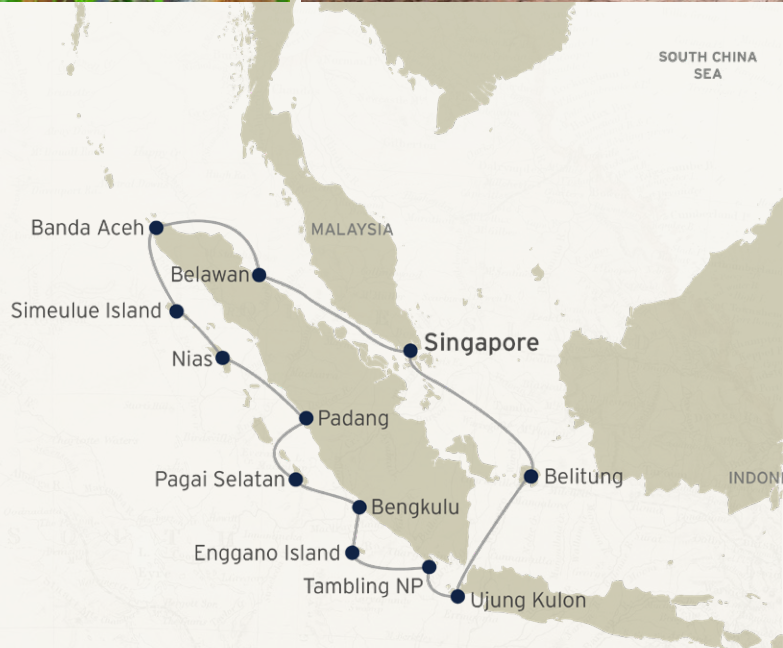 SOUTH CHINA
SEA
Banda Aceh
MALAYSIA
Belawan
Simeulue Island
Singapore
Nias
Padang
Pagai Selatan
Belitung
INDONE
Bengkulu
Enggano Island
Tambling NP
Ujung Kulon